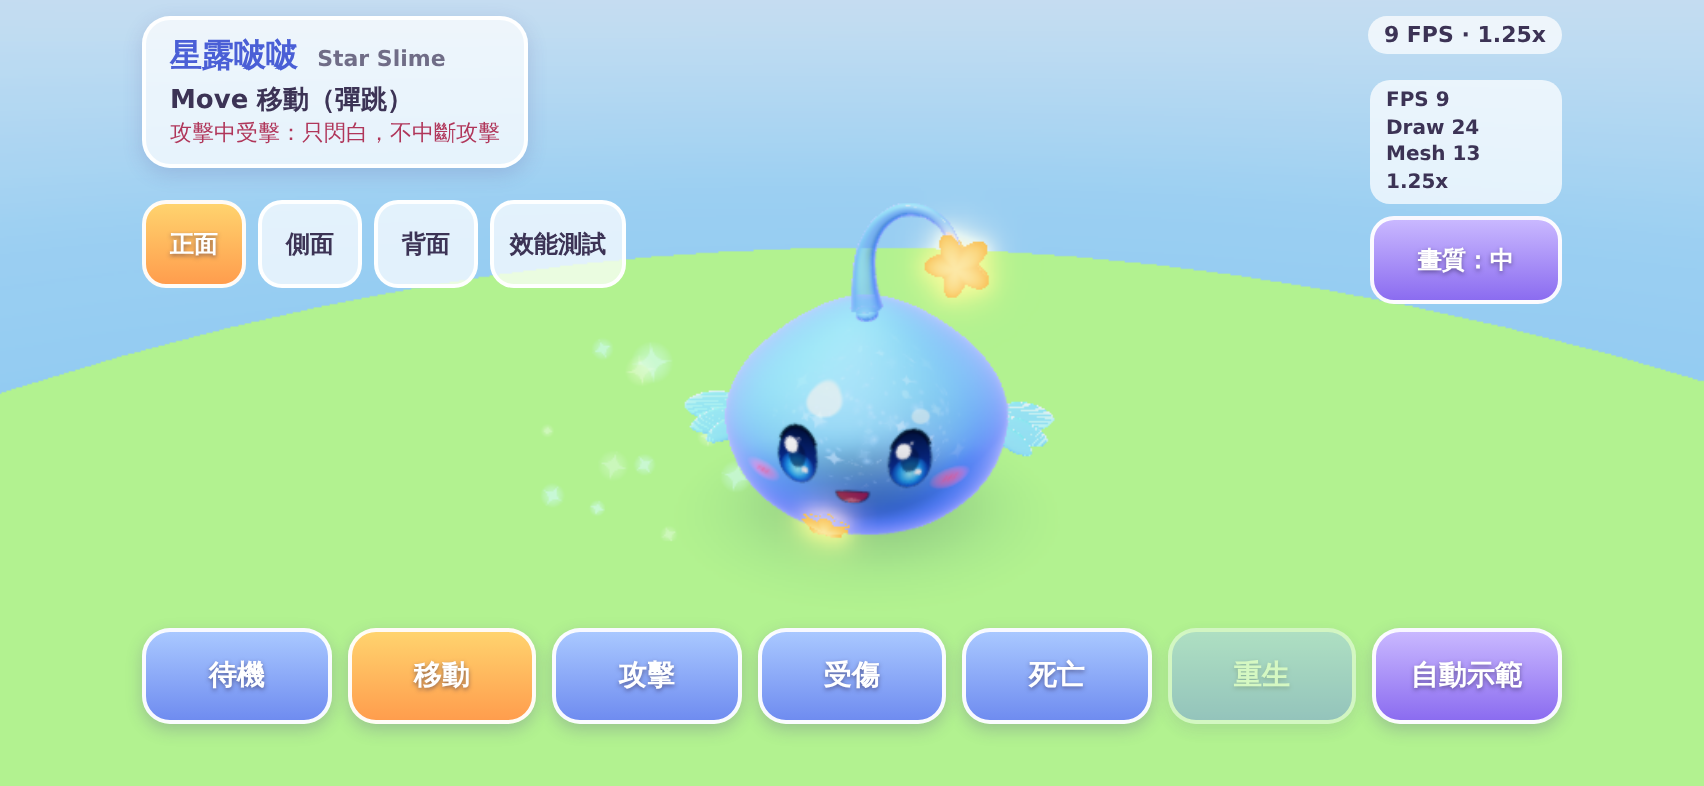 星露啵啵 Star Slime
Move 移動（彈跳）
攻擊中受擊：只閃白，不中斷攻擊
9 FPS · 1.25x
FPS 9
Draw 24
Mesh 13
1.25x
正面
側面
背面
效能測試
畫質：中
待機
移動
攻擊
受傷
死亡
重生
自動示範